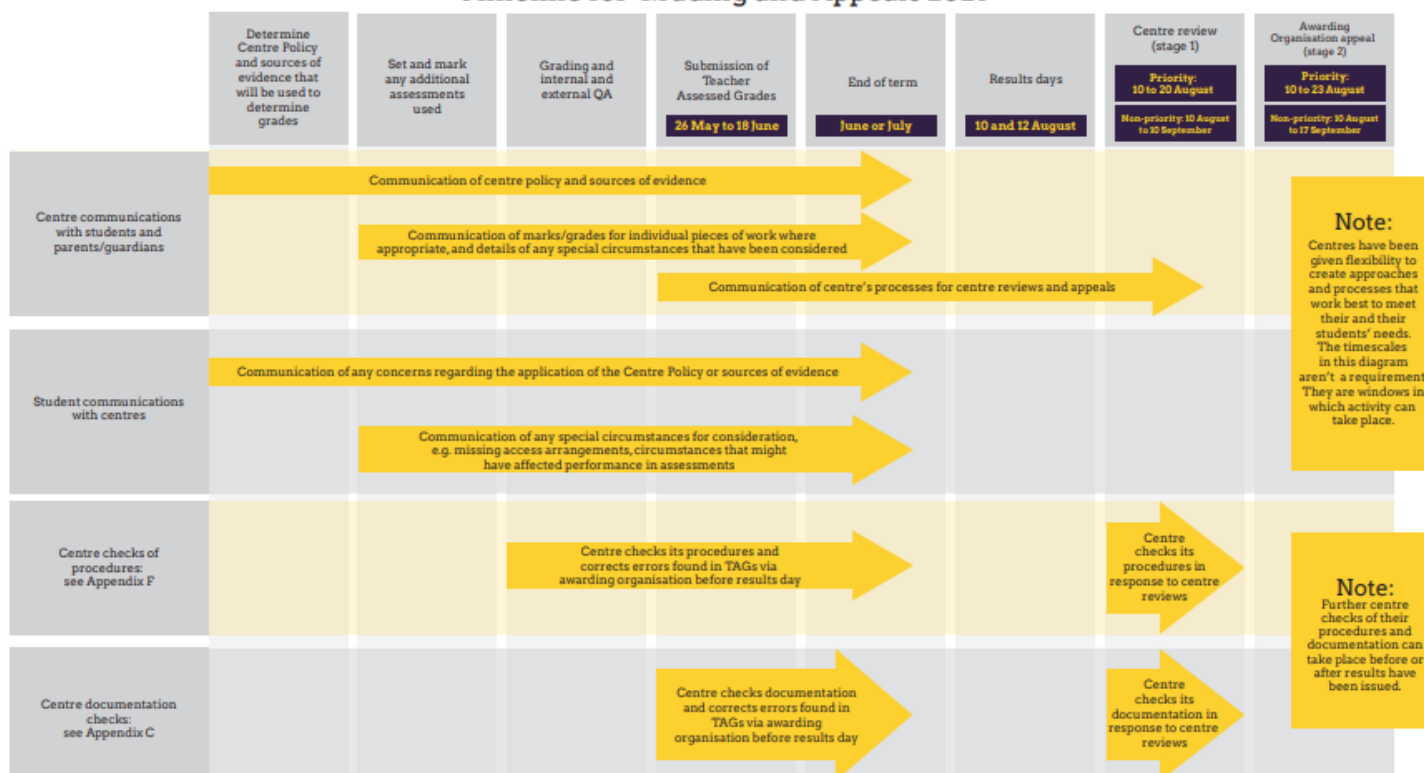 Determine
Centre Policy
and sources of
evidence that
will be used to
determine
grades
Set and mark
any additional
assessments
used
Grading and
internal and
external QA
Submission of
Teacher
Assessed Grades
26 May to 18 June
End of term
June or July
Results days
10 and 12 August
Centre review
(stage 1)
Priority:
10 to 20 August
Non-priority: 10 August
to 10 September
Awarding
Organisation appeal
(stage 2)
Priority:
10 to 23 August
Non-priority: 10 August
to 17 September
Centre communications
with students and
parents/guardians
Communication of centre policy and sources of evidence
Communication of marks/grades for individual pieces of work where
appropriate, and details of any special circumstances that have been considered
Communication of centre's processes for centre reviews and appeals
Note:
Centres have been
given flexibility to
create approaches
and processes that
work best to meet
their and their
students' needs.
The timescales
in this diagram
aren't a requirement
They are windows in
which activity can
take place.
Student communications
with centres
Communication of any concerns regarding the application of the Centre Policy or sources of evidence
Communication of any special circumstances for consideration,
e.g. missing access arrangements, circumstances that might
have affected performance in assessments
Centre checks of
procedures:
see Appendix F
Centre checks its procedures and
corrects errors found in TAGs via
awarding organisation before results day
Centre
checks its
procedures in
response to centre
reviews
Note:
Further centre
checks of their
procedures and
documentation can
take place before or
after results have
been issued.
Centre documentation
checks:
see Appendix C
Centre checks documentation
and corrects errors found in
TAGs via awarding
organisation before results day
Centre
checks its
documentation in
response to centre
reviews